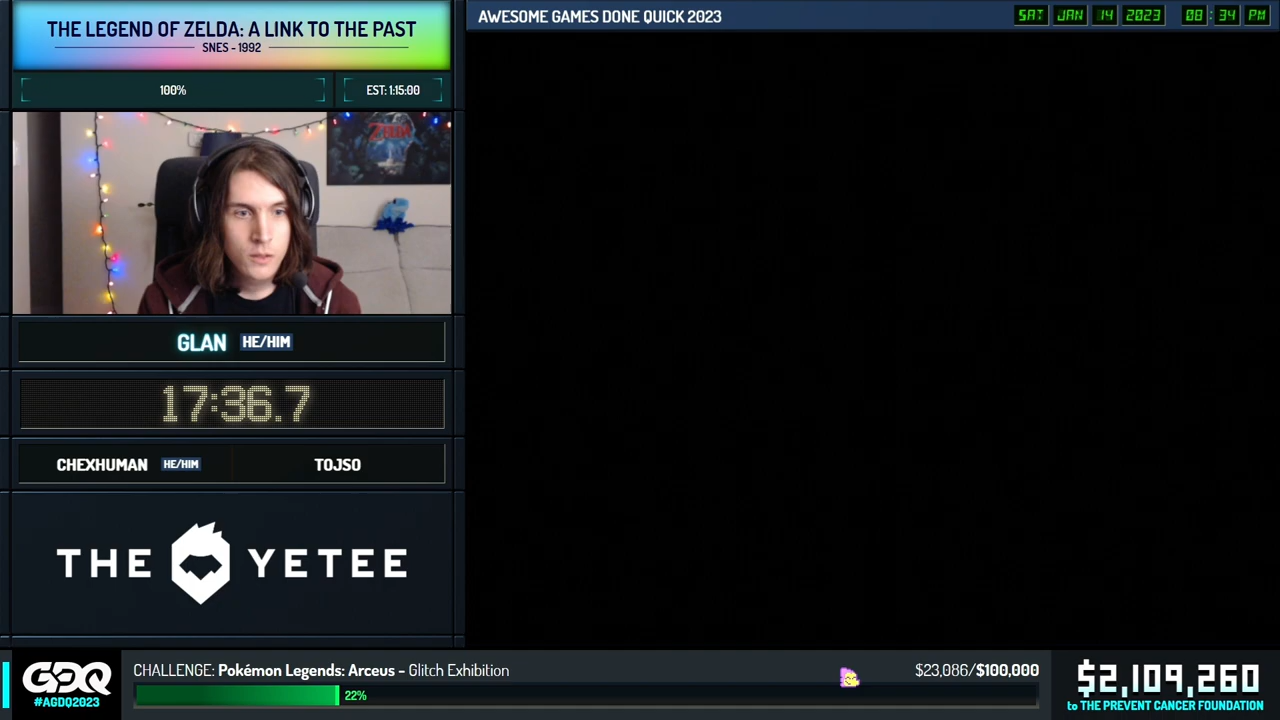 THE LEGEND OF ZELDA: A LINK TO THE PAST
SNES - 1992
100%
EST: 1:15:00
AWESOME GAMES DONE QUICK 2023
SAT JAN 14 2023 08:34 PM
ZELDA
GLAN HE/HIM
17:36.7
CHEXHUMAN HE/HIM
TOJSO
THE YETEE
GDQ
#AGDQ2023
CHALLENGE: Pokémon Legends: Arceus - Glitch Exhibition
$23,086/$100,000
22%
$2,109,260
to THE PREVENT CANCER FOUNDATION